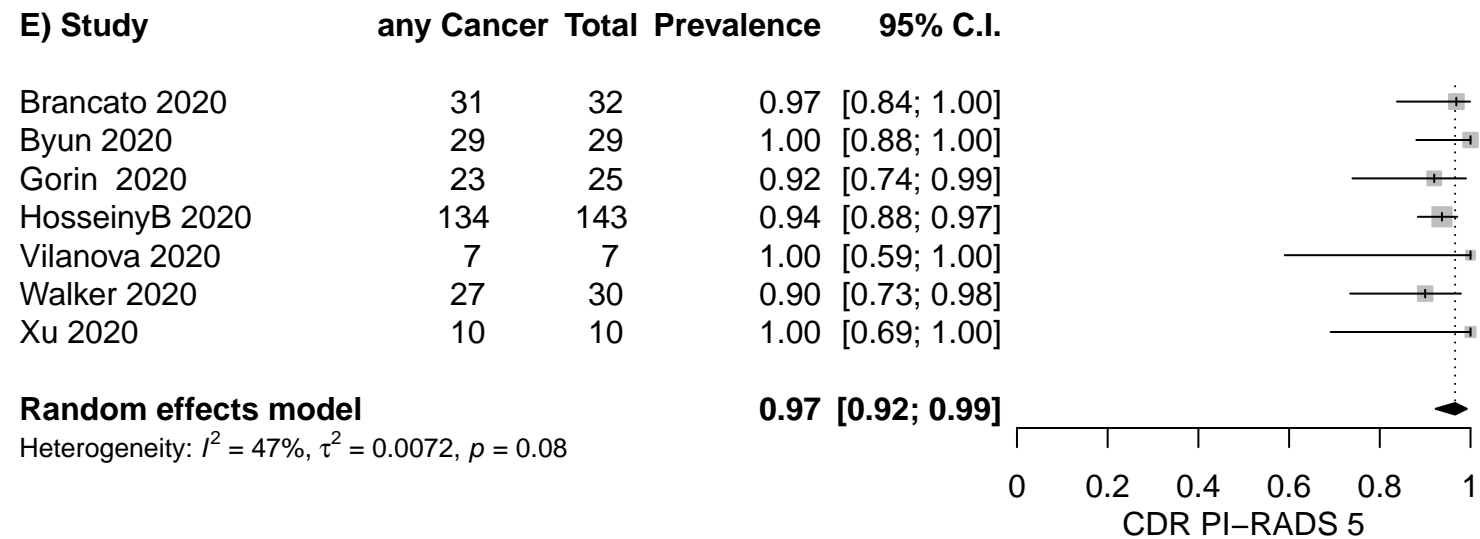 E) Study any Cancer Total Prevalence 95% C.I.
Brancato 2020 31 32 0.97 [0.84; 1.00]
Byun 2020 29 29 1.00 [0.88; 1.00]
Gorin 2020 23 25 0.92 [0.74; 0.99]
HosseinyB 2020 134 143 0.94 [0.88; 0.97]
Vilanova 2020 7 7 1.00 [0.59; 1.00]
Walker 2020 27 30 0.90 [0.73; 0.98]
Xu 2020 10 10 1.00 [0.69; 1.00]
Random effects model 0.97 [0.92; 0.99]
Heterogeneity: I² = 47%, τ² = 0.0072, p = 0.08
0 0.2 0.4 0.6 0.8 1
CDR PI−RADS 5